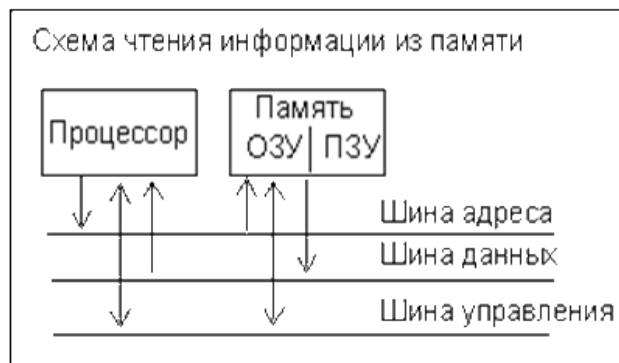 Схема чтения информации из памяти
Процессор
Память
ОЗУ | ПЗУ
Шина адреса
Шина данных
Шина управления